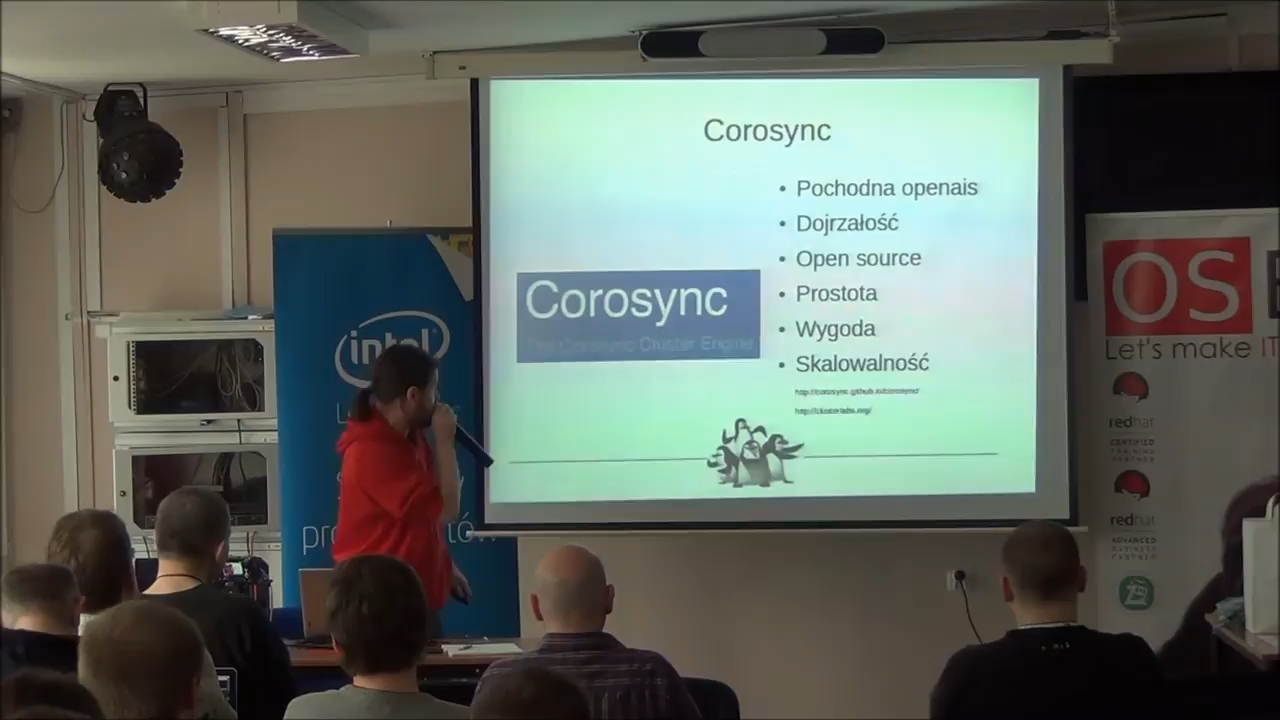 Corosync
Pochodna openais
Dojrzałość
Open source
Prostota
Wygoda
Skalowalność
http://corosync.github.io/corosync/
http://clusterlabs.org/
Corosync
The Corosync Cluster Engine
intel
OS
Let's make IT
redhat
CERTIFIED
TRAINING
PARTNER
redhat
ADVANCED
BUSINESS
PARTNER